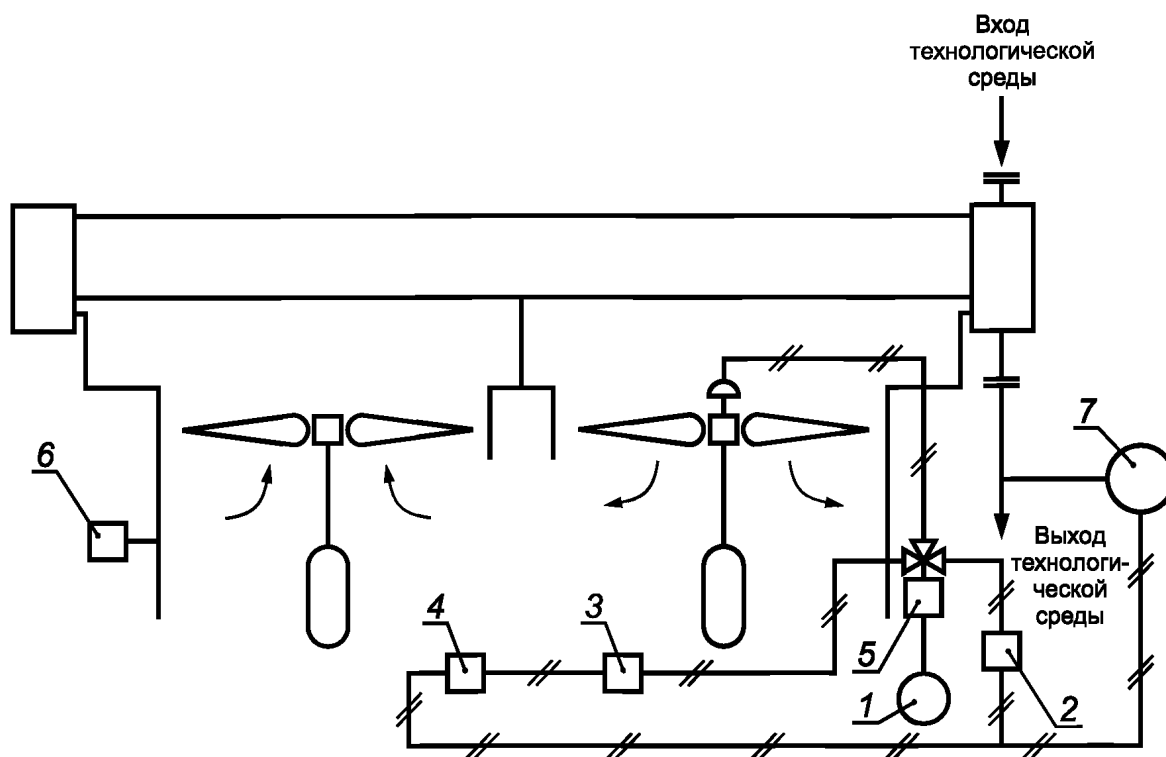 Вход
технологической
среды
7
6
Выход
технологи-
ческой
среды
4
3
5
1
2